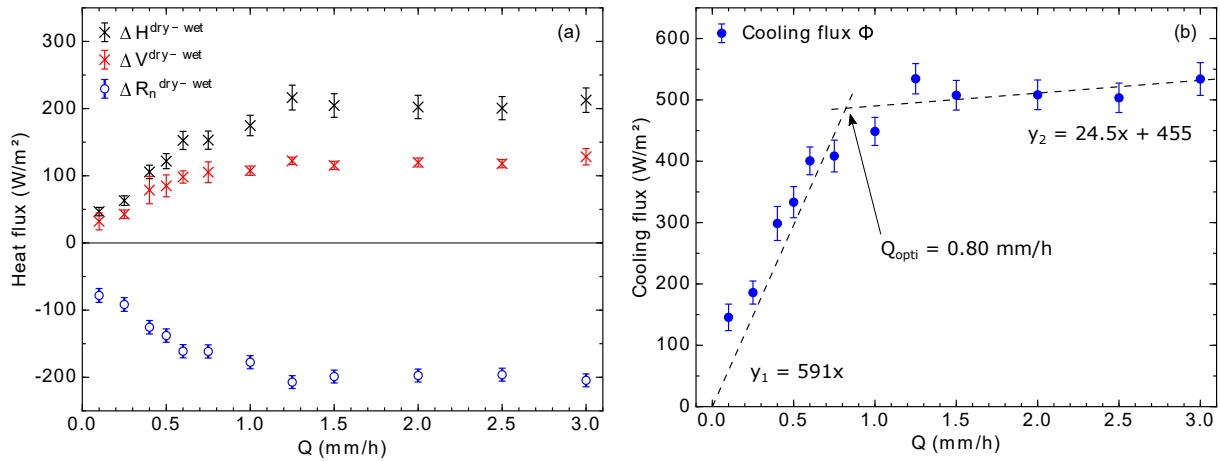 (a)
Δ H^dry− wet
Δ V^dry− wet
Δ R_n^dry− wet
Heat flux (W/m²)
300
200
100
0
-100
-200
0.0 0.5 1.0 1.5 2.0 2.5 3.0
Q (mm/h)
(b)
Cooling flux Φ
Cooling flux (W/m²)
600
500
400
300
200
100
0
y₂ = 24.5x + 455
Q_opti = 0.80 mm/h
y₁ = 591x
0.0 0.5 1.0 1.5 2.0 2.5 3.0
Q (mm/h)